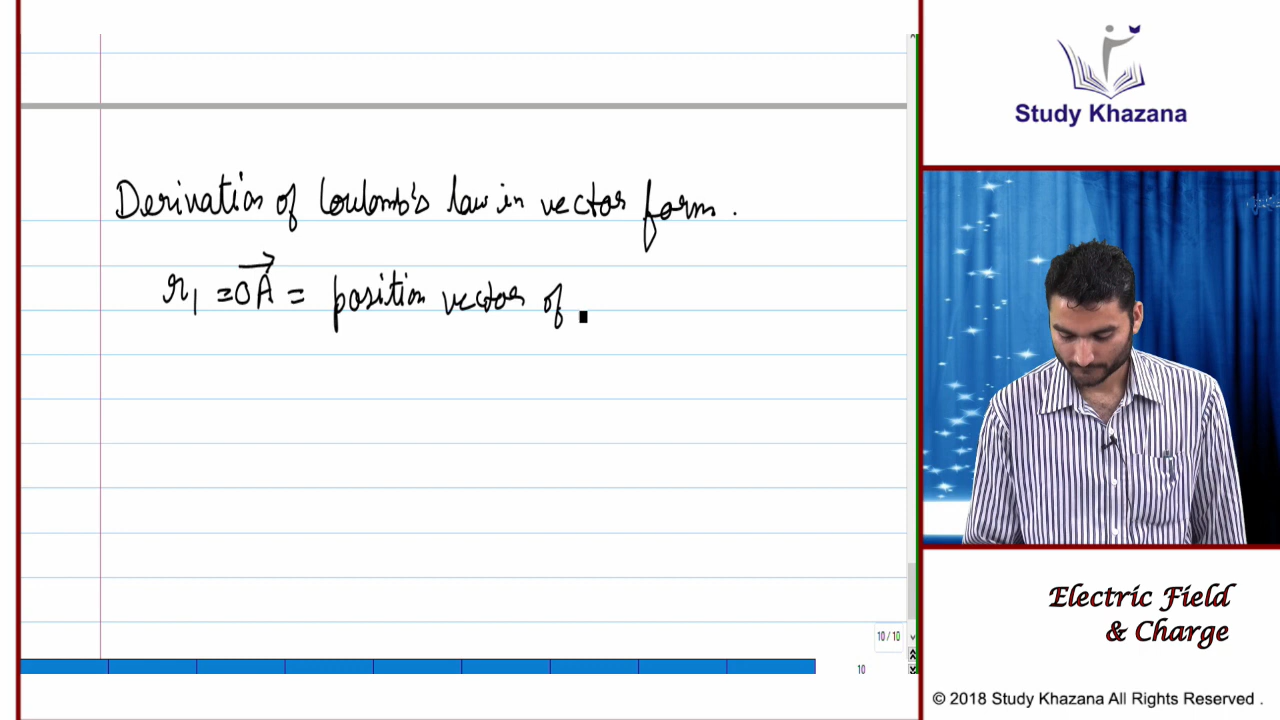 Study Khazana
Derivation of Coulomb's law in vector form.
r₁ = \overrightarrow{OA} = position vector of
10 / 10
10
Electric Field
& Charge
© 2018 Study Khazana All Rights Reserved .